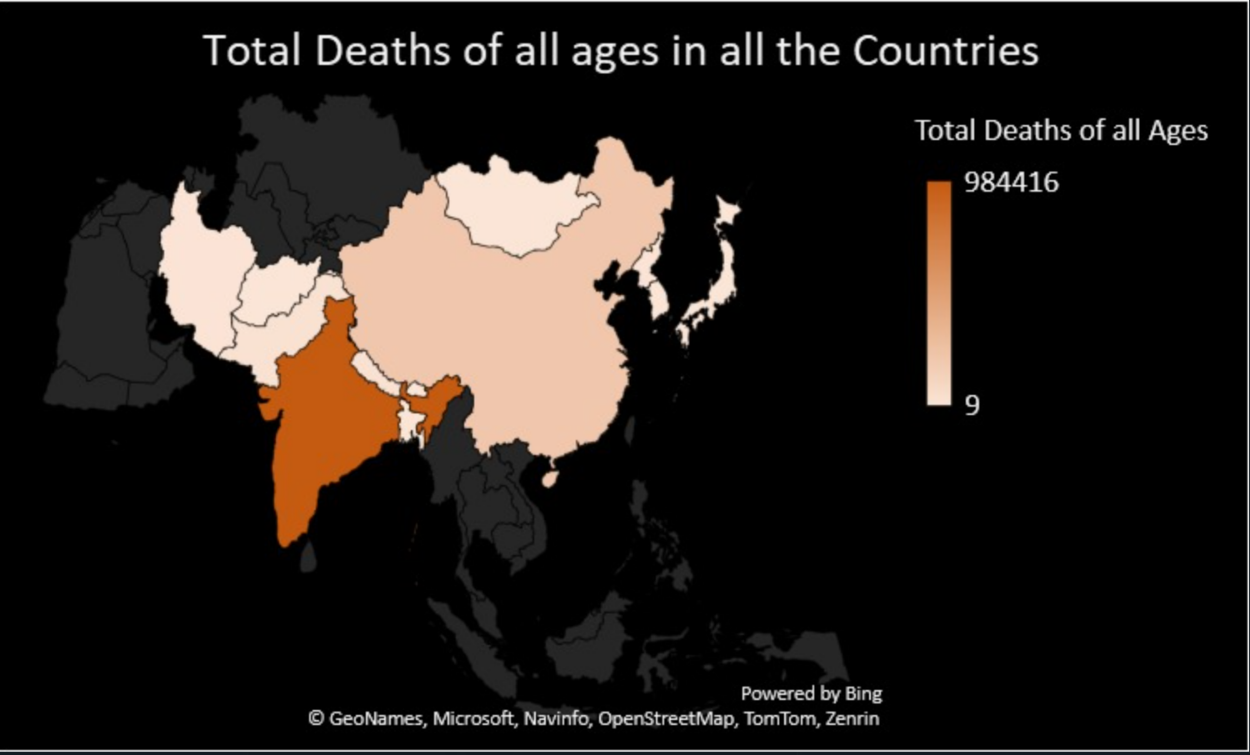 Total Deaths of all ages in all the Countries
Total Deaths of all Ages
984416
9
Powered by Bing
© GeoNames, Microsoft, Navinfo, OpenStreetMap, TomTom, Zenrin